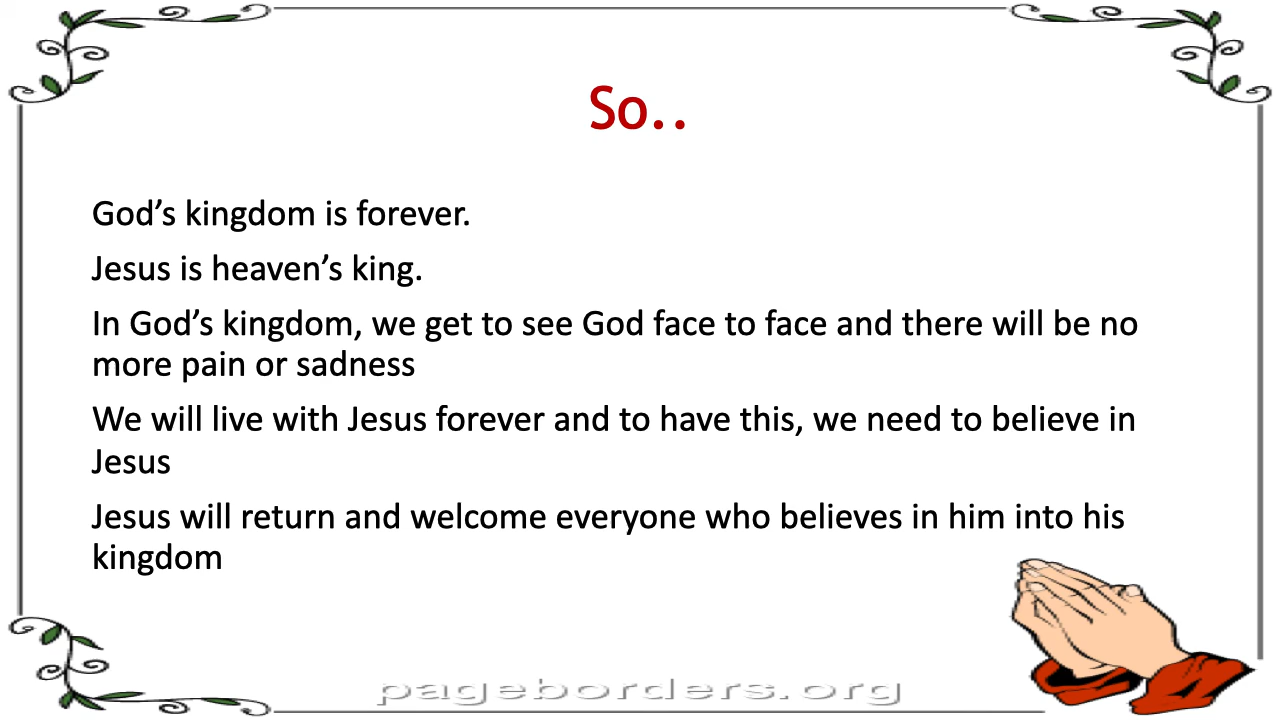 So..
God’s kingdom is forever.
Jesus is heaven’s king.
In God’s kingdom, we get to see God face to face and there will be no
more pain or sadness
We will live with Jesus forever and to have this, we need to believe in
Jesus
Jesus will return and welcome everyone who believes in him into his
kingdom
pageborders.org